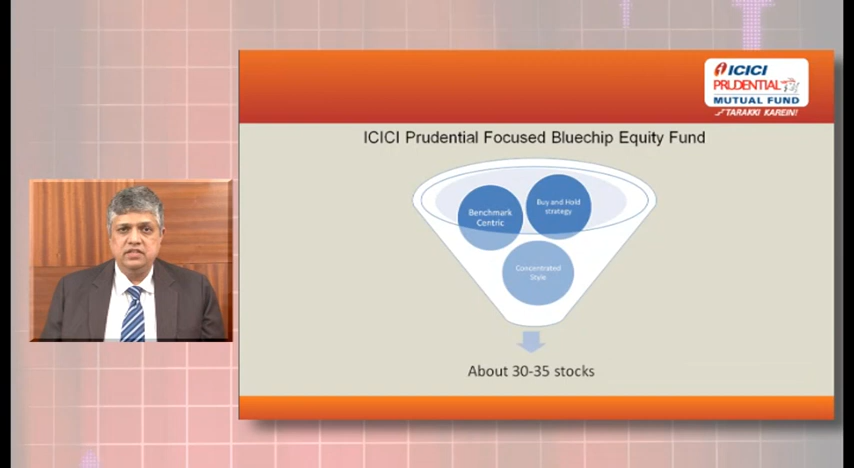 ICICI
PRUDENTIAL
MUTUAL FUND
TARAKKI KAREIN!
ICICI Prudential Focused Bluechip Equity Fund
Benchmark
Centric
Buy and Hold
strategy
Concentrated
Style
About 30-35 stocks